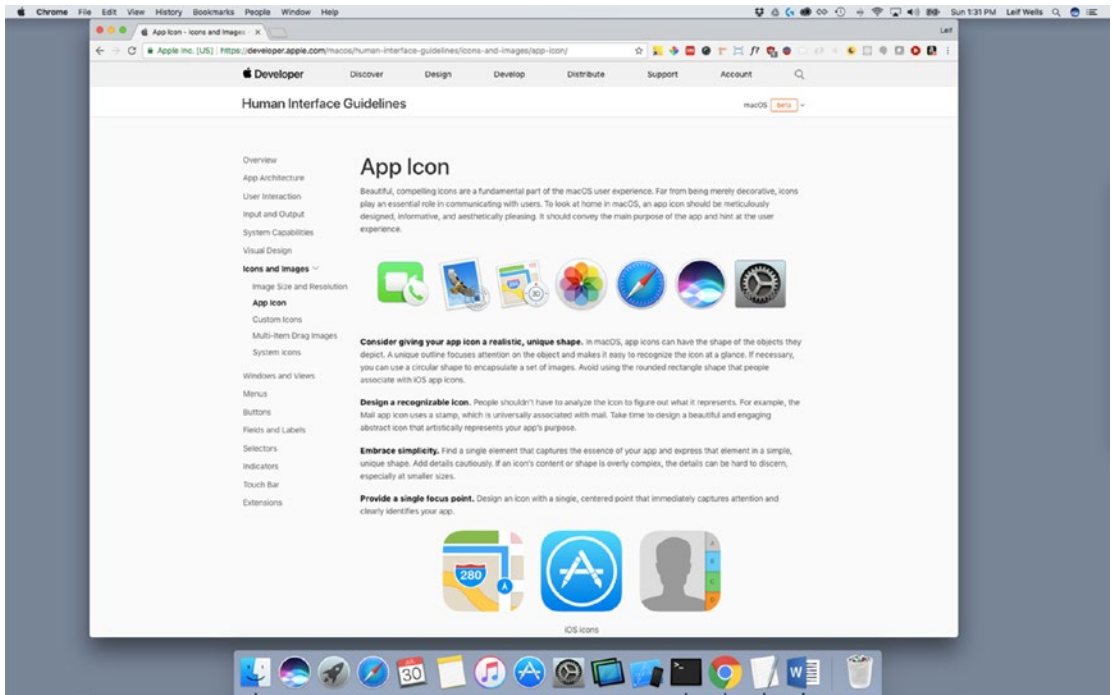 Chrome File Edit View History Bookmarks People Window Help
Sun 1:31 PM Leif Wells
App Icon - Icons and Images
Leif
Apple Inc. [US] https://developer.apple.com/macos/human-interface-guidelines/icons-and-images/app-icon/
Developer Discover Design Develop Distribute Support Account
Human Interface Guidelines
macOS beta
Overview
App Architecture
User Interaction
Input and Output
System Capabilities
Visual Design
Icons and Images
Image Size and Resolution
App Icon
Custom Icons
Multi-Item Drag Images
System Icons
Windows and Views
Menus
Buttons
Fields and Labels
Selectors
Indicators
Touch Bar
Extensions
App Icon
Beautiful, compelling icons are a fundamental part of the macOS user experience. Far from being merely decorative, icons
play an essential role in communicating with users. To look at home in macOS, an app icon should be meticulously
designed, informative, and aesthetically pleasing. It should convey the main purpose of the app and hint at the user
experience.
Consider giving your app icon a realistic, unique shape. In macOS, app icons can have the shape of the objects they
depict. A unique outline focuses attention on the object and makes it easy to recognize the icon at a glance. If necessary,
you can use a circular shape to encapsulate a set of images. Avoid using the rounded rectangle shape that people
associate with iOS app icons.
Design a recognizable icon. People shouldn't have to analyze the icon to figure out what it represents. For example, the
Mail app icon uses a stamp, which is universally associated with mail. Take time to design a beautiful and engaging
abstract icon that artistically represents your app's purpose.
Embrace simplicity. Find a single element that captures the essence of your app and express that element in a simple,
unique shape. Add details cautiously. If an icon's content or shape is overly complex, the details can be hard to discern,
especially at smaller sizes.
Provide a single focus point. Design an icon with a single, centered point that immediately captures attention and
clearly identifies your app.
280
A
B
C
D
iOS icons
30
W